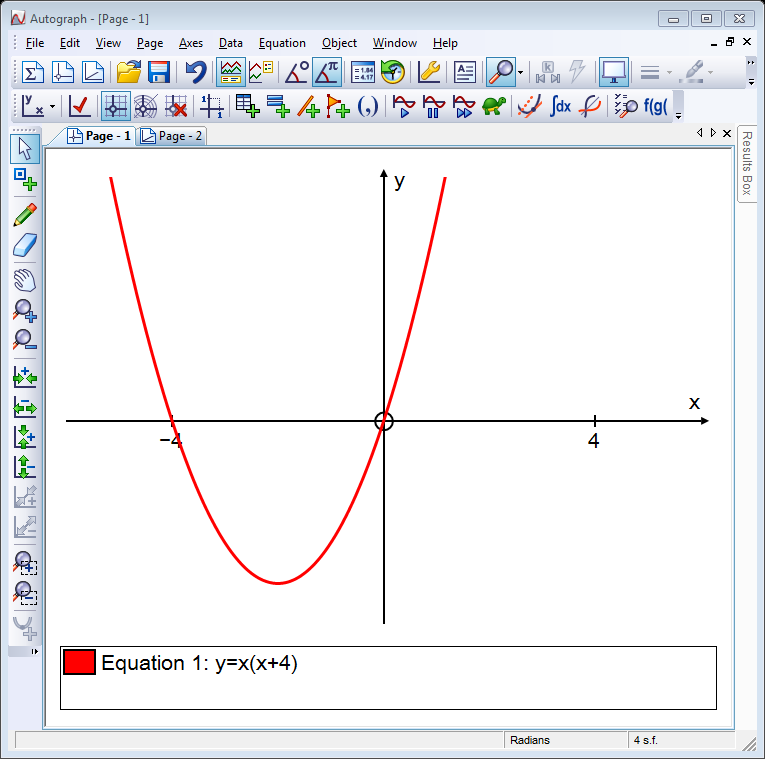 Autograph - [Page - 1]
File Edit View Page Axes Data Equation Object Window Help
Page - 1 Page - 2
Results Box
y
x
−4 4
Equation 1: y=x(x+4)
Radians 4 s.f.